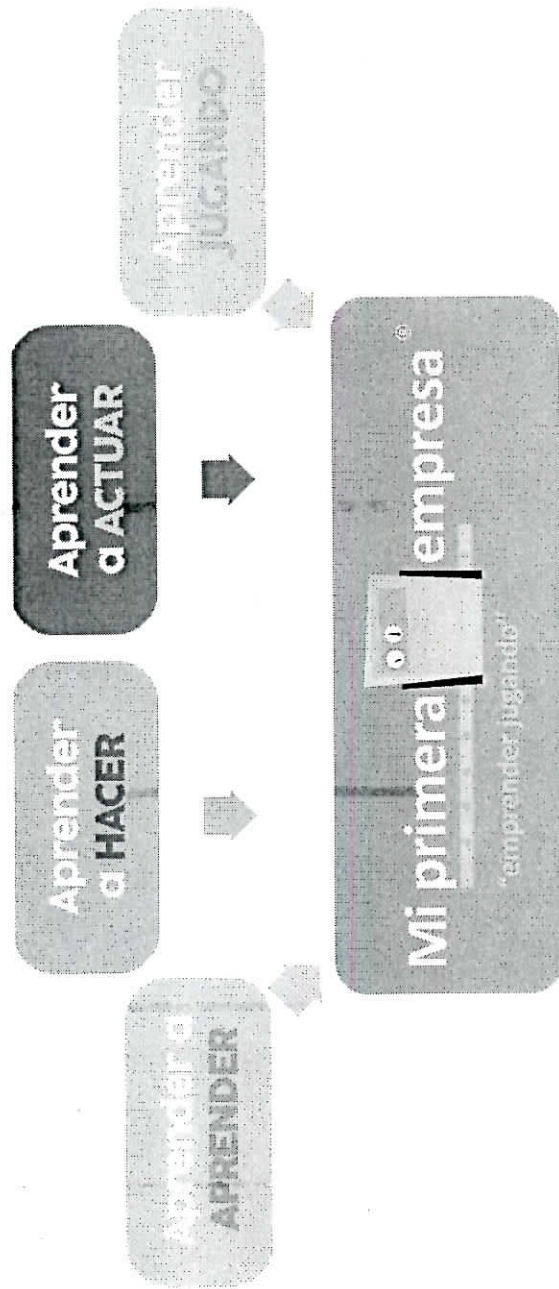 Aprender a
APRENDER
Aprender
a HACER
Aprender
a ACTUAR
Aprender
JUGANDO
Mi primera empresa®
"emprender jugando"